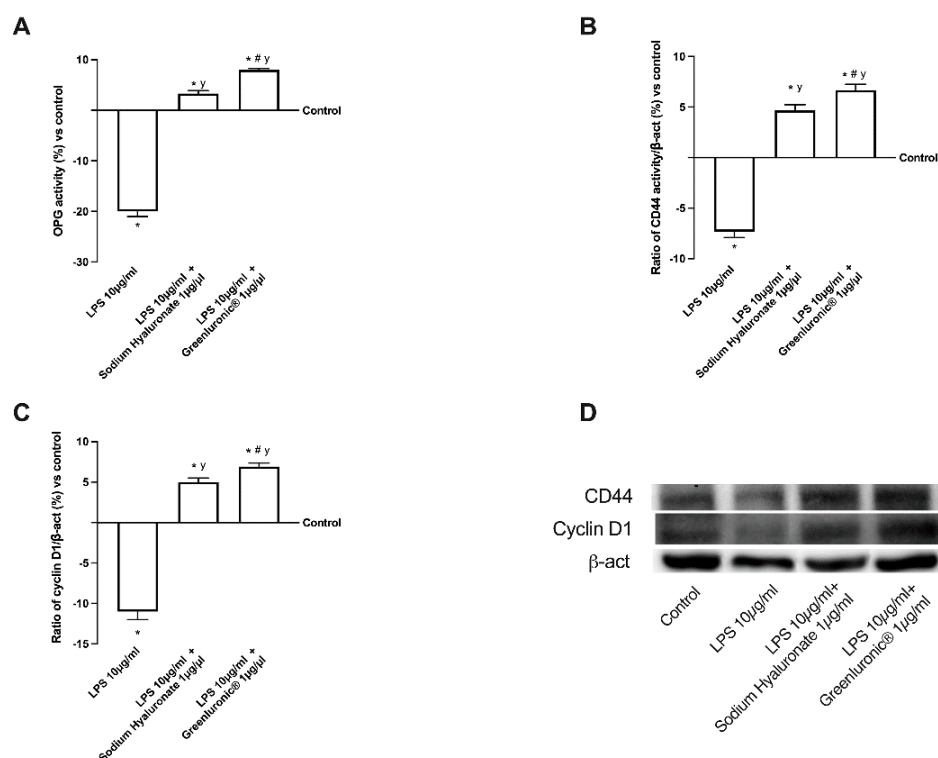 A
OPG activity (%) vs control
10
0
-10
-20
-30
* y
* # y
*
Control
LPS 10µg/ml
LPS 10µg/ml +
Sodium Hyaluronate 1µg/µl
LPS 10µg/ml +
Greenluronic® 1µg/µl
B
Ratio of CD44 activity/β-act (%) vs control
10
5
0
-5
-10
* y
* # y
*
Control
LPS 10µg/ml
LPS 10µg/ml +
Sodium Hyaluronate 1µg/µl
LPS 10µg/ml +
Greenluronic® 1µg/µl
C
Ratio of cyclin D1/β-act (%) vs control
10
5
0
-5
-10
-15
* y
* # y
*
Control
LPS 10µg/ml
LPS 10µg/ml +
Sodium Hyaluronate 1µg/µl
LPS 10µg/ml +
Greenluronic® 1µg/µl
D
CD44
Cyclin D1
β-act
Control
LPS 10µg/ml
LPS 10µg/ml+
Sodium Hyaluronate 1µg/ml
LPS 10µg/ml+
Greenluronic® 1µg/ml